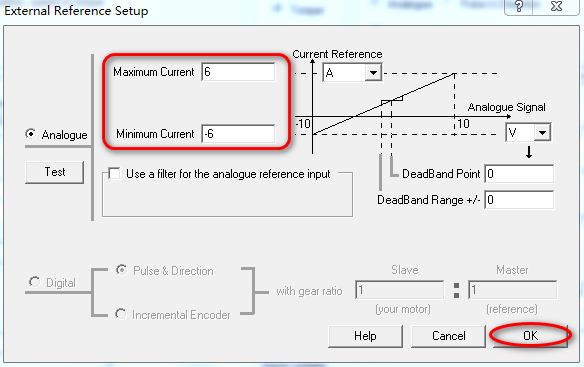 External Reference Setup
?
Current Reference
Maximum Current 6
A
Analogue Signal
-10
10
Analogue
Minimum Current -6
V
Test
Use a filter for the analogue reference input
DeadBand Point 0
DeadBand Range +/- 0
Digital
Pulse & Direction
Incremental Encoder
with gear ratio
Slave
Master
1 : 1
(your motor)
(reference)
Help
Cancel
OK